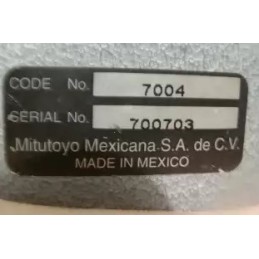 CODE No. 7004
SERIAL No. 700703
Mitutoyo Mexicana S.A. de C.V.
MADE IN MEXICO